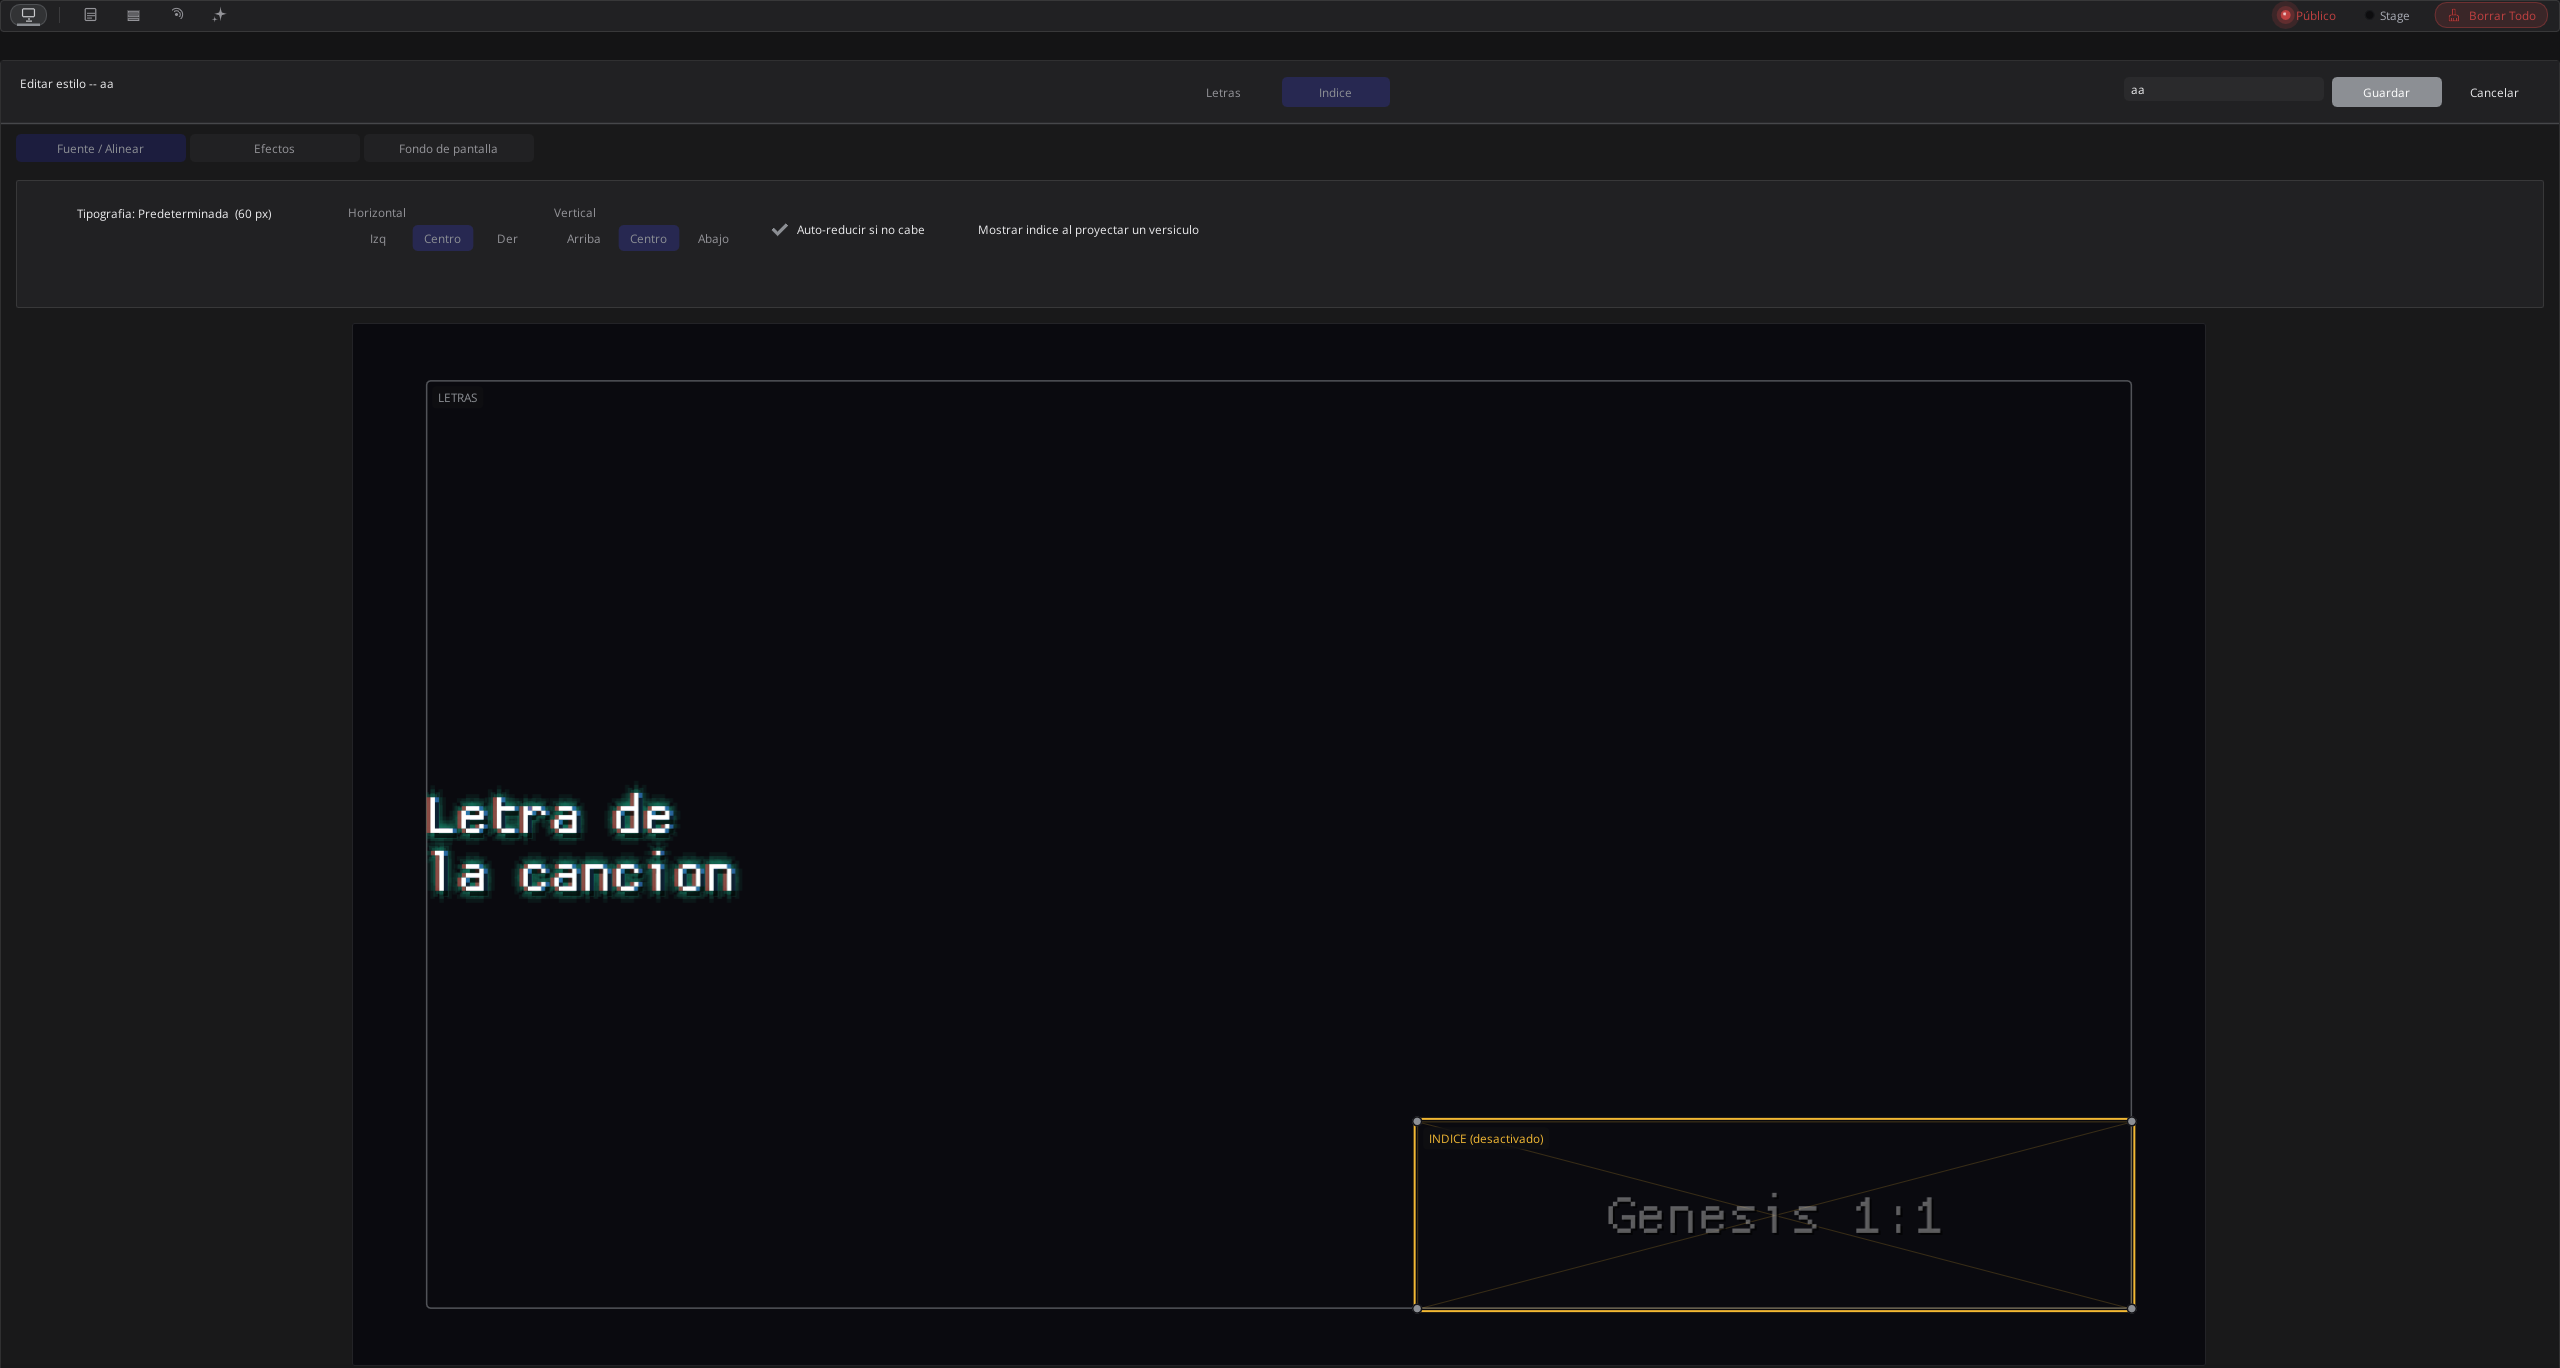 Público
Stage
Borrar Todo
Editar estilo -- aa
Letras
Indice
aa
Guardar
Cancelar
Fuente / Alinear
Efectos
Fondo de pantalla
Tipografia: Predeterminada (60 px)
Horizontal
Izq
Centro
Der
Vertical
Arriba
Centro
Abajo
Auto-reducir si no cabe
Mostrar indice al proyectar un versiculo
LETRAS
Letra de
la cancion
INDICE (desactivado)
Genesis 1:1